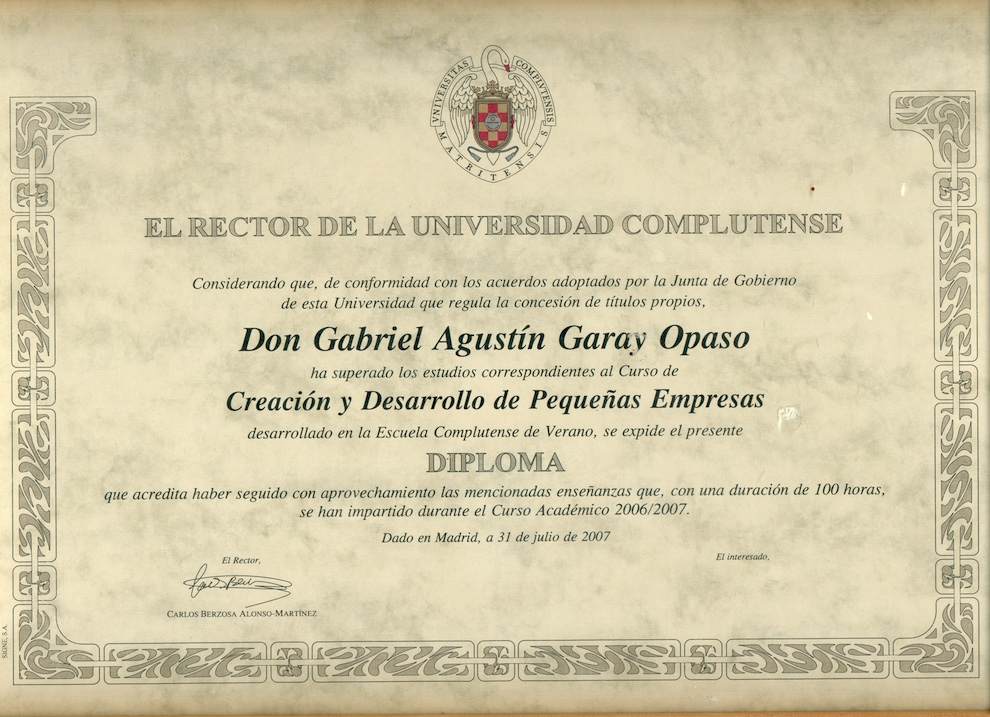 VNIVERSITAS COMPLVTENSIS
MATRITENSIS
EL RECTOR DE LA UNIVERSIDAD COMPLUTENSE
Considerando que, de conformidad con los acuerdos adoptados por la Junta de Gobierno
de esta Universidad que regula la concesión de títulos propios,
Don Gabriel Agustín Garay Opaso
ha superado los estudios correspondientes al Curso de
Creación y Desarrollo de Pequeñas Empresas
desarrollado en la Escuela Complutense de Verano, se expide el presente
DIPLOMA
que acredita haber seguido con aprovechamiento las mencionadas enseñanzas que, con una duración de 100 horas,
se han impartido durante el Curso Académico 2006/2007.
Dado en Madrid, a 31 de julio de 2007
El Rector,
El interesado,
CARLOS BERZOSA ALONSO-MARTÍNEZ
SIGNE, S.A.